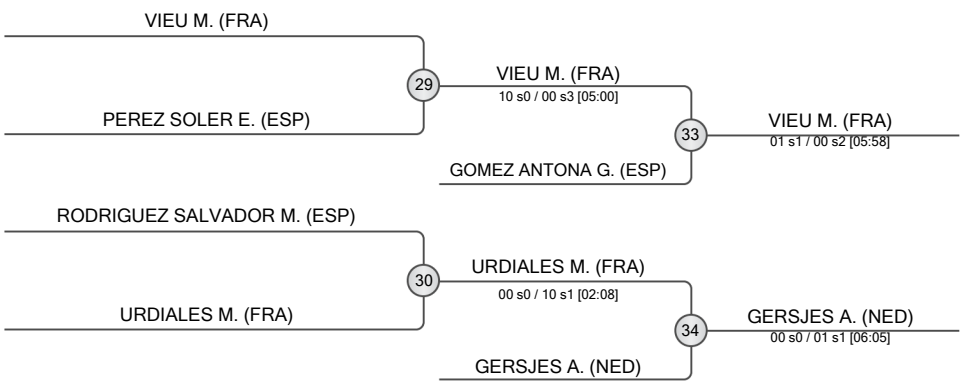 VIEU M. (FRA)
29
VIEU M. (FRA)
10 s0 / 00 s3 [05:00]
PEREZ SOLER E. (ESP)
33
VIEU M. (FRA)
01 s1 / 00 s2 [05:58]
GOMEZ ANTONA G. (ESP)
RODRIGUEZ SALVADOR M. (ESP)
30
URDIALES M. (FRA)
00 s0 / 10 s1 [02:08]
URDIALES M. (FRA)
34
GERSJES A. (NED)
00 s0 / 01 s1 [06:05]
GERSJES A. (NED)